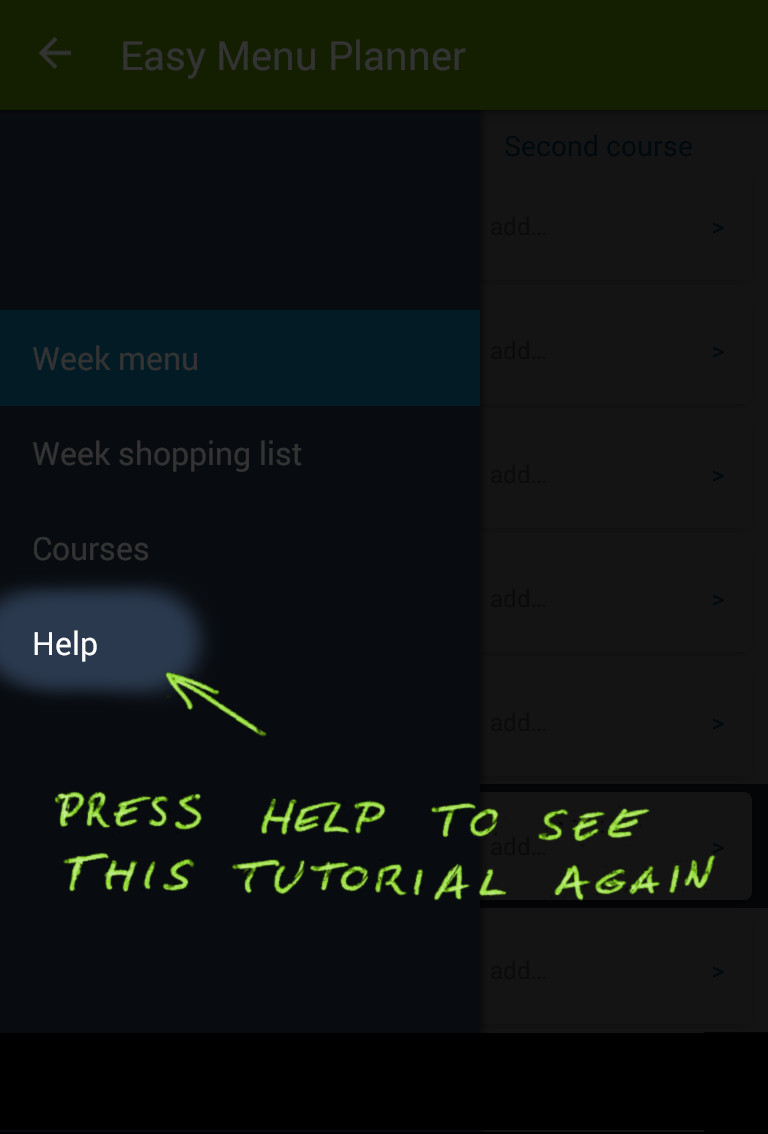 Easy Menu Planner
Second course
add... >
add... >
Week menu
Week shopping list
add... >
Courses
add... >
Help
add... >
PRESS HELP TO SEE
add... >
THIS TUTORIAL AGAIN
add... >